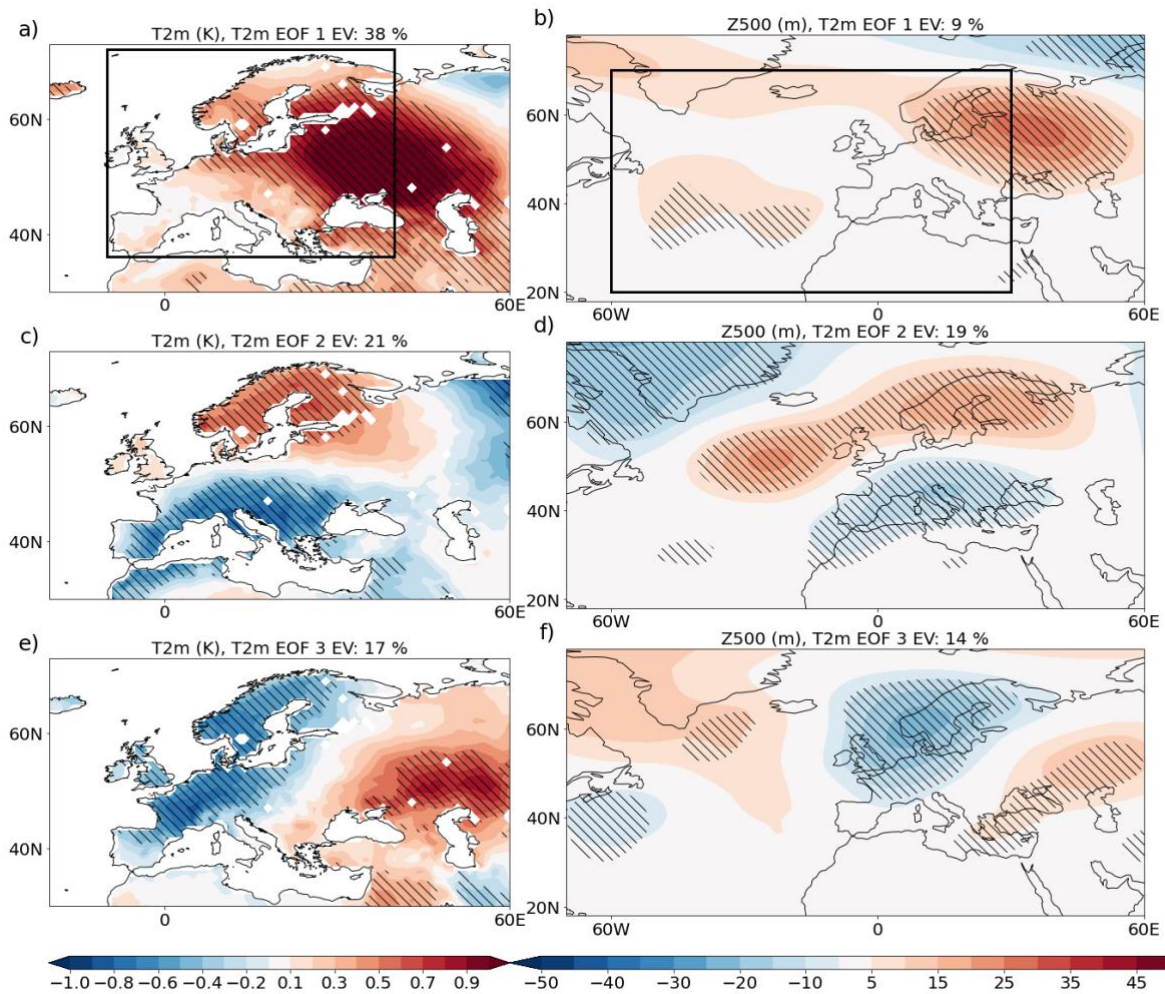 a)
T2m (K), T2m EOF 1 EV: 38 %
b)
Z500 (m), T2m EOF 1 EV: 9 %
60N
40N
0
60E
60N
40N
20N
60W
0
60E
c)
T2m (K), T2m EOF 2 EV: 21 %
d)
Z500 (m), T2m EOF 2 EV: 19 %
60N
40N
0
60E
60N
40N
20N
60W
0
60E
e)
T2m (K), T2m EOF 3 EV: 17 %
f)
Z500 (m), T2m EOF 3 EV: 14 %
60N
40N
0
60E
60N
40N
20N
60W
0
60E
−1.0 −0.8 −0.6 −0.4 −0.2 0.1 0.3 0.5 0.7 0.9
−50 −40 −30 −20 −10 5 15 25 35 45